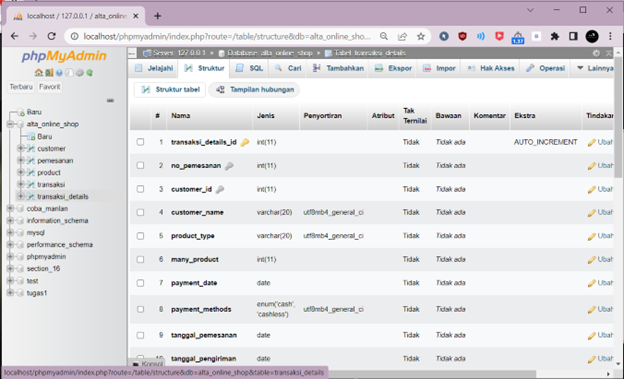 localhost / 127.0.0.1 / alta_online_shop
localhost/phpmyadmin/index.php?route=/table/structure&db=alta_online_sho...
1.37
phpMyAdmin
Terbaru Favorit
Baru
alta_online_shop
Baru
customer
pemesanan
product
transaksi
transaksi_details
coba_manlan
information_schema
mysql
performance_schema
phpmyadmin
section_16
test
tugas1
Server: 127.0.0.1 » Database: alta_online_shop » Tabel: transaksi_details
Jelajahi Struktur SQL Cari Tambahkan Ekspor Impor Hak Akses Operasi Lainnya
Struktur tabel Tampilan hubungan
# Nama Jenis Penyortiran Atribut Tak Ternilai Bawaan Komentar Ekstra Tindakan
1 transaksi_details_id int(11) Tidak Tidak ada AUTO_INCREMENT Ubah
2 no_pemesanan int(11) Tidak Tidak ada Ubah
3 customer_id int(11) Tidak Tidak ada Ubah
4 customer_name varchar(20) utf8mb4_general_ci Tidak Tidak ada Ubah
5 product_type varchar(20) utf8mb4_general_ci Tidak Tidak ada Ubah
6 many_product int(11) Tidak Tidak ada Ubah
7 payment_date date Tidak Tidak ada Ubah
8 payment_methods enum('cash', 'cashless') utf8mb4_general_ci Tidak Tidak ada Ubah
9 tanggal_pemesanan date Tidak Tidak ada Ubah
10 tanggal_pengiriman date Tidak Tidak ada Ubah
Konsol
localhost/phpmyadmin/index.php?route=/table/structure&db=alta_online_shop&table=transaksi_details